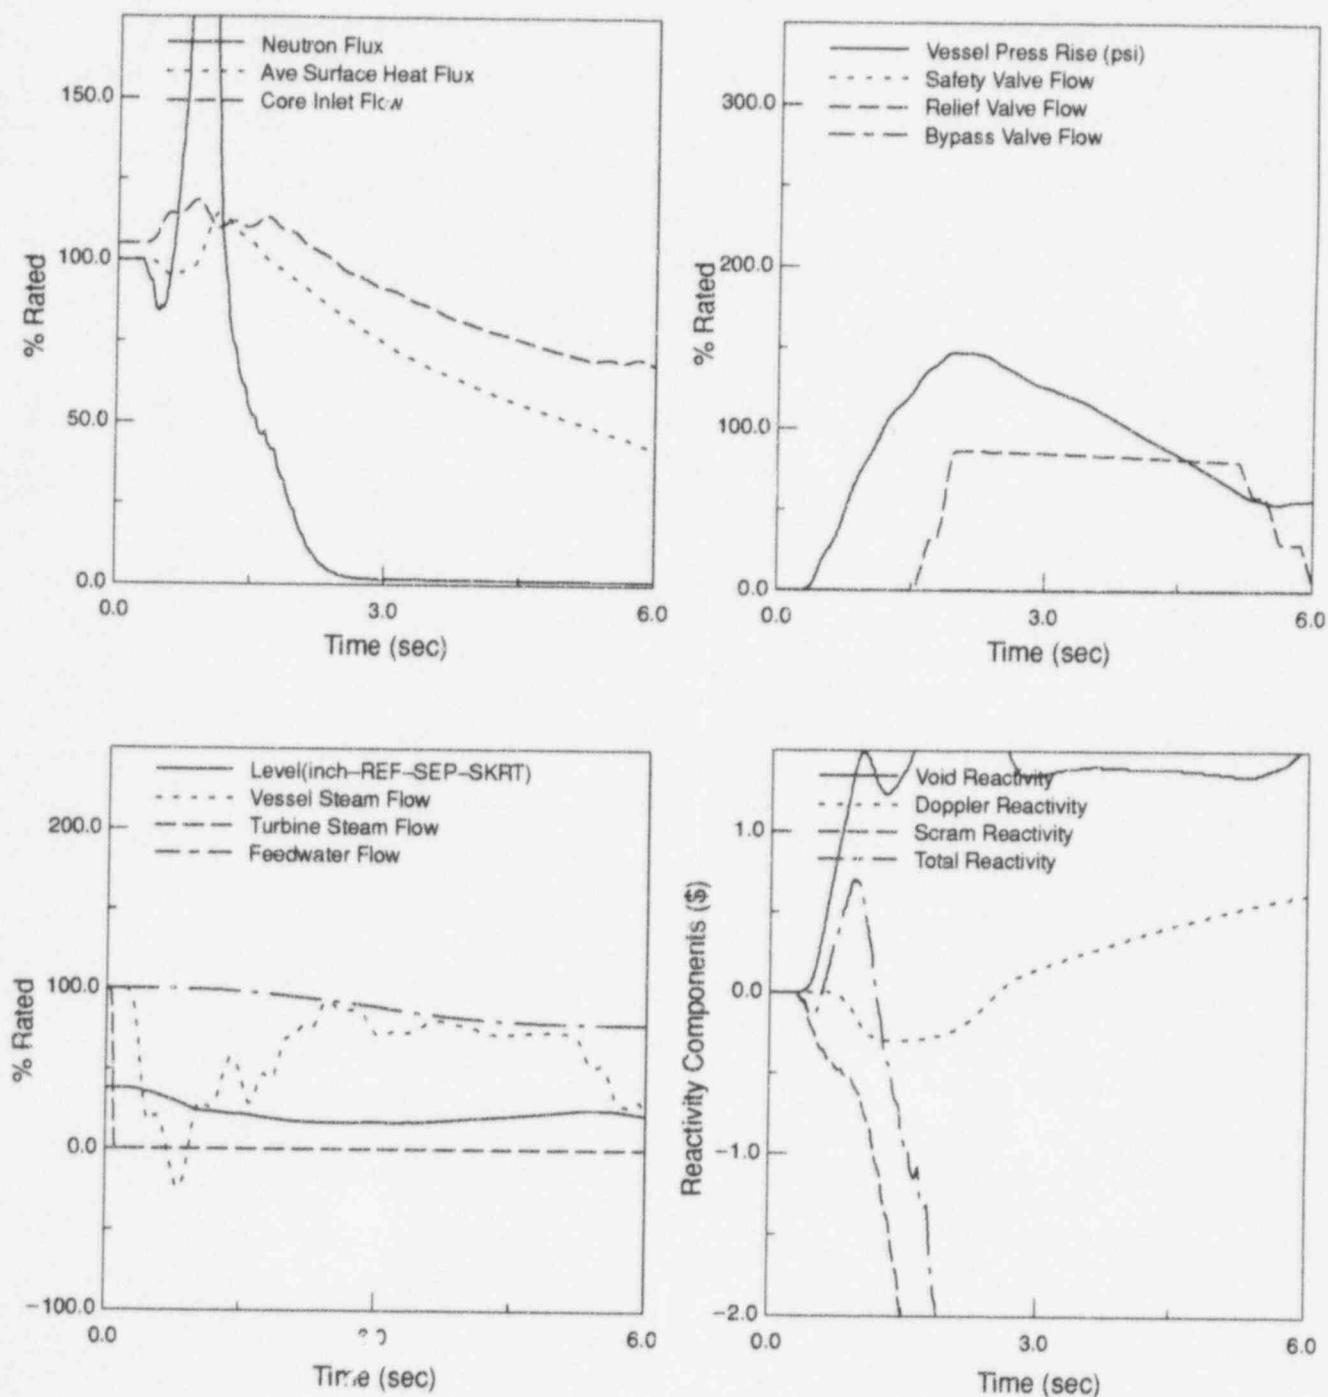 Neutron Flux
Ave Surface Heat Flux
Core Inlet Flow
150.0
100.0
50.0
0.0
% Rated
0.0
3.0
6.0
Time (sec)
Vessel Press Rise (psi)
Safety Valve Flow
Relief Valve Flow
Bypass Valve Flow
300.0
200.0
100.0
0.0
% Rated
0.0
3.0
6.0
Time (sec)
Level(inch-REF-SEP-SKRT)
Vessel Steam Flow
Turbine Steam Flow
Feedwater Flow
200.0
100.0
0.0
-100.0
% Rated
0.0
6.0
Time (sec)
Void Reactivity
Doppler Reactivity
Scram Reactivity
Total Reactivity
1.0
0.0
-1.0
-2.0
Reactivity Components ($)
0.0
3.0
6.0
Time (sec)